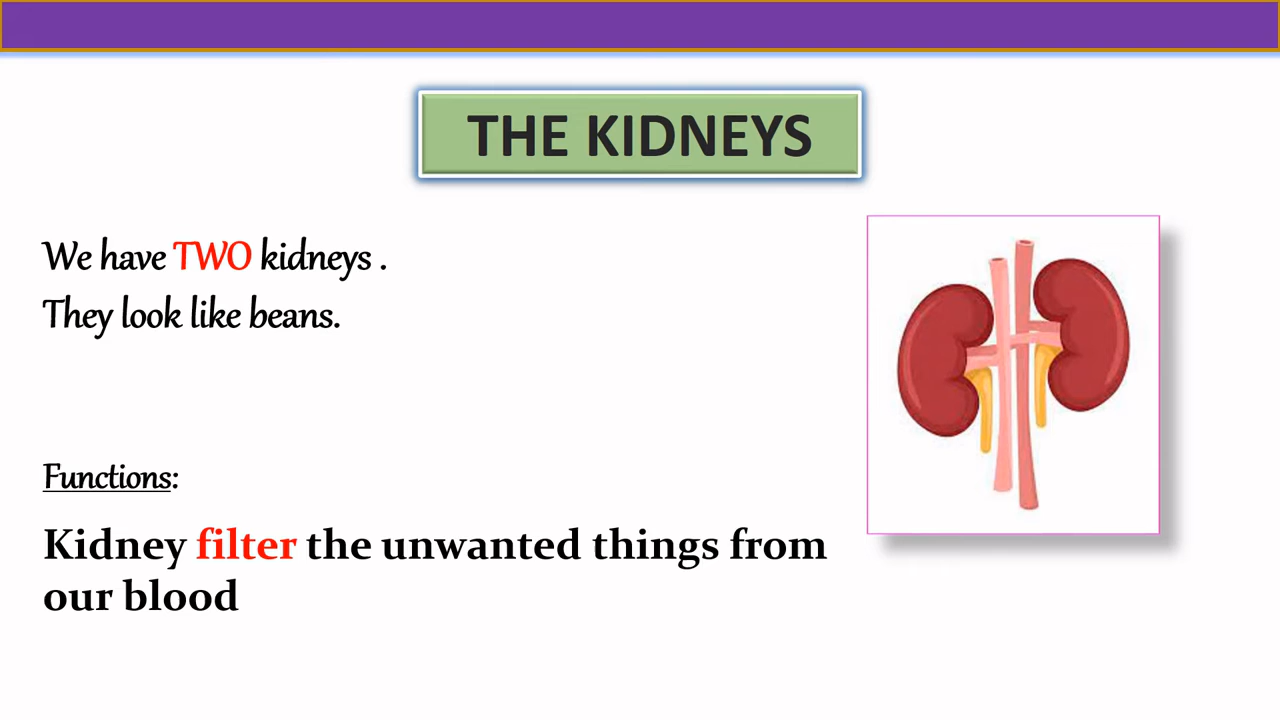 THE KIDNEYS
We have TWO kidneys .
They look like beans.
Functions:
Kidney filter the unwanted things from
our blood